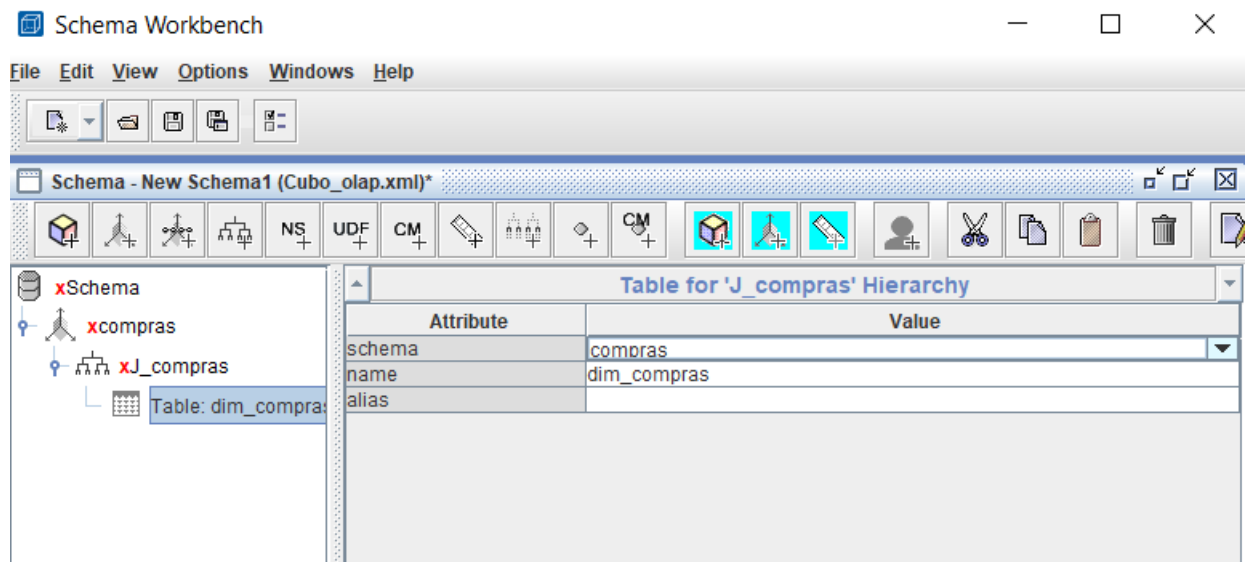 Schema Workbench
File Edit View Options Windows Help
Schema - New Schema1 (Cubo_olap.xml)*
NS UDF CM CM
xSchema
Table for 'J_compras' Hierarchy
xcompras
Attribute Value
schema compras
xJ_compras
name dim_compras
Table: dim_compras
alias